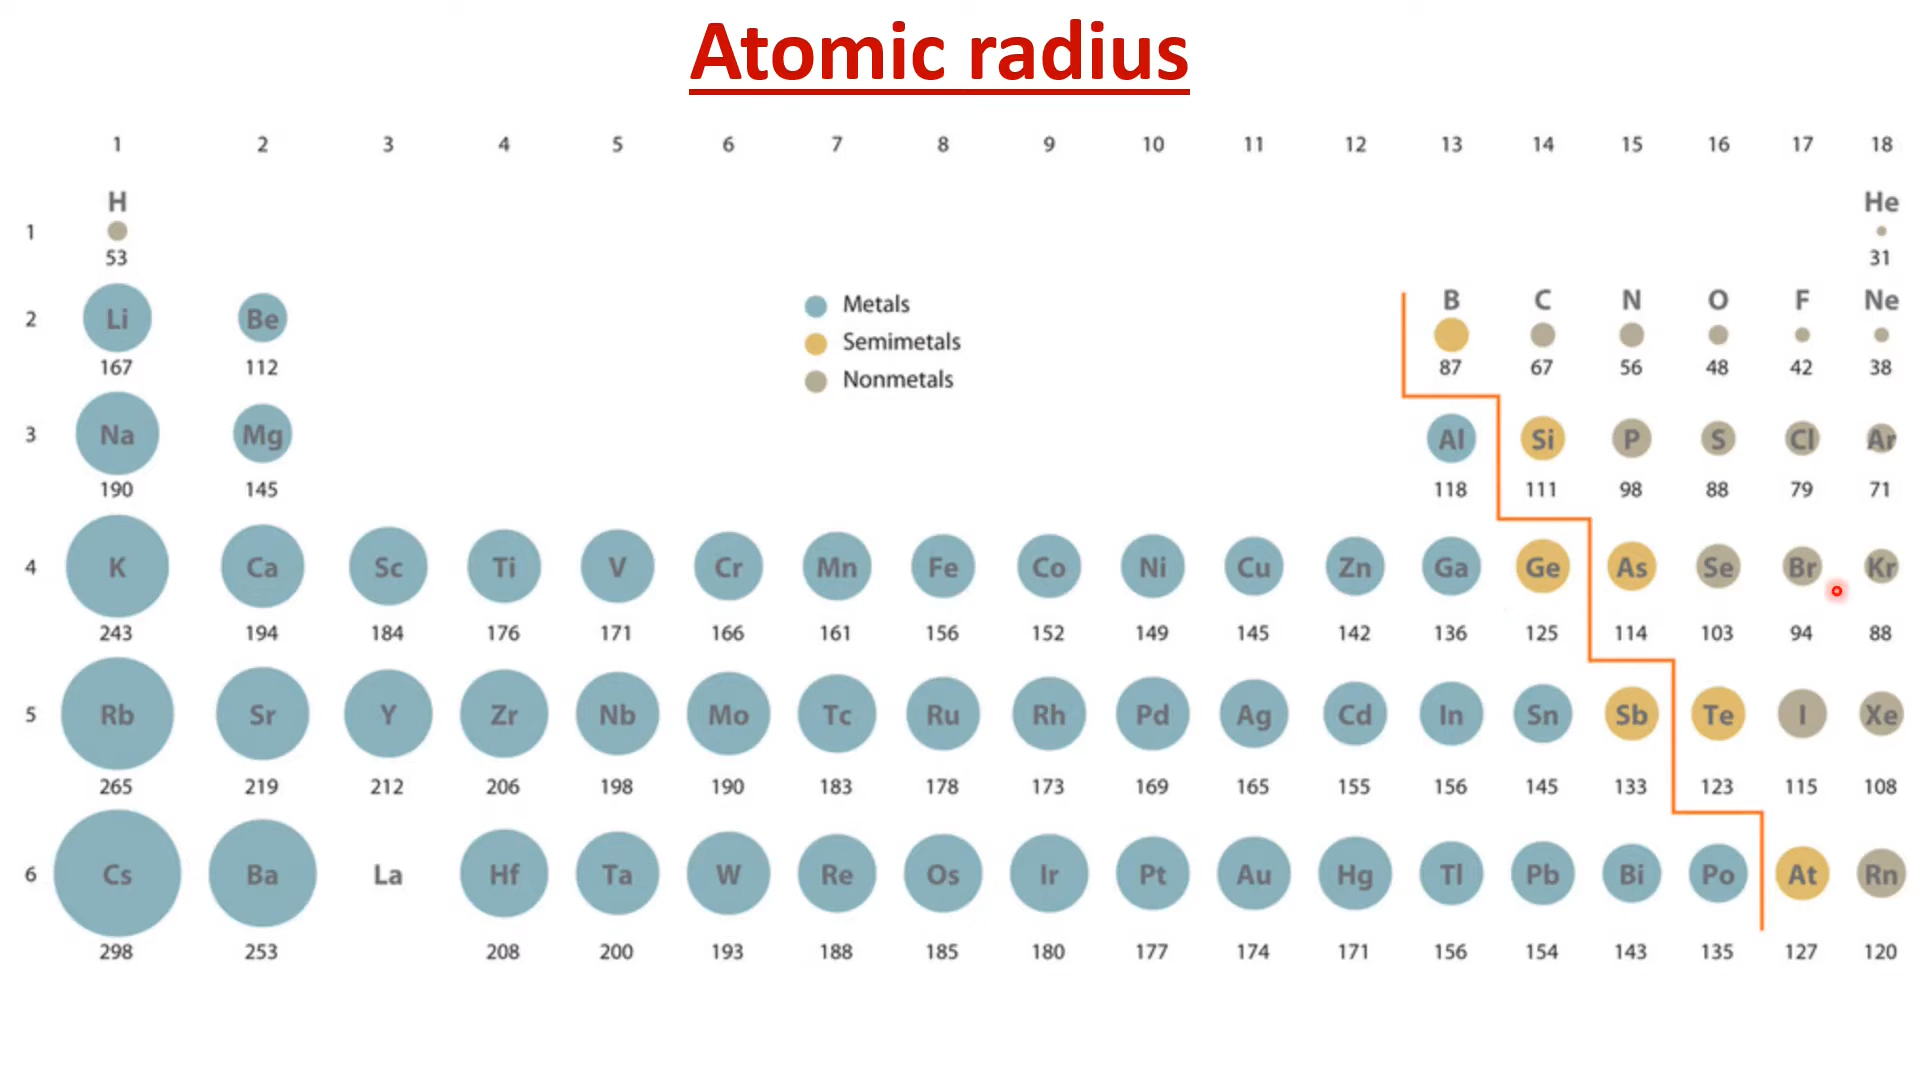 Atomic radius
1 2 3 4 5 6 7 8 9 10 11 12 13 14 15 16 17 18
H He
1
53 31
Metals
Semimetals
Nonmetals
B C N O F Ne
2 Li Be
167 112 87 67 56 48 42 38
3 Na Mg Al Si P S Cl Ar
190 145 118 111 98 88 79 71
4 K Ca Sc Ti V Cr Mn Fe Co Ni Cu Zn Ga Ge As Se Br Kr
243 194 184 176 171 166 161 156 152 149 145 142 136 125 114 103 94 88
5 Rb Sr Y Zr Nb Mo Tc Ru Rh Pd Ag Cd In Sn Sb Te I Xe
265 219 212 206 198 190 183 178 173 169 165 155 156 145 133 123 115 108
6 Cs Ba La Hf Ta W Re Os Ir Pt Au Hg Tl Pb Bi Po At Rn
298 253 208 200 193 188 185 180 177 174 171 156 154 143 135 127 120